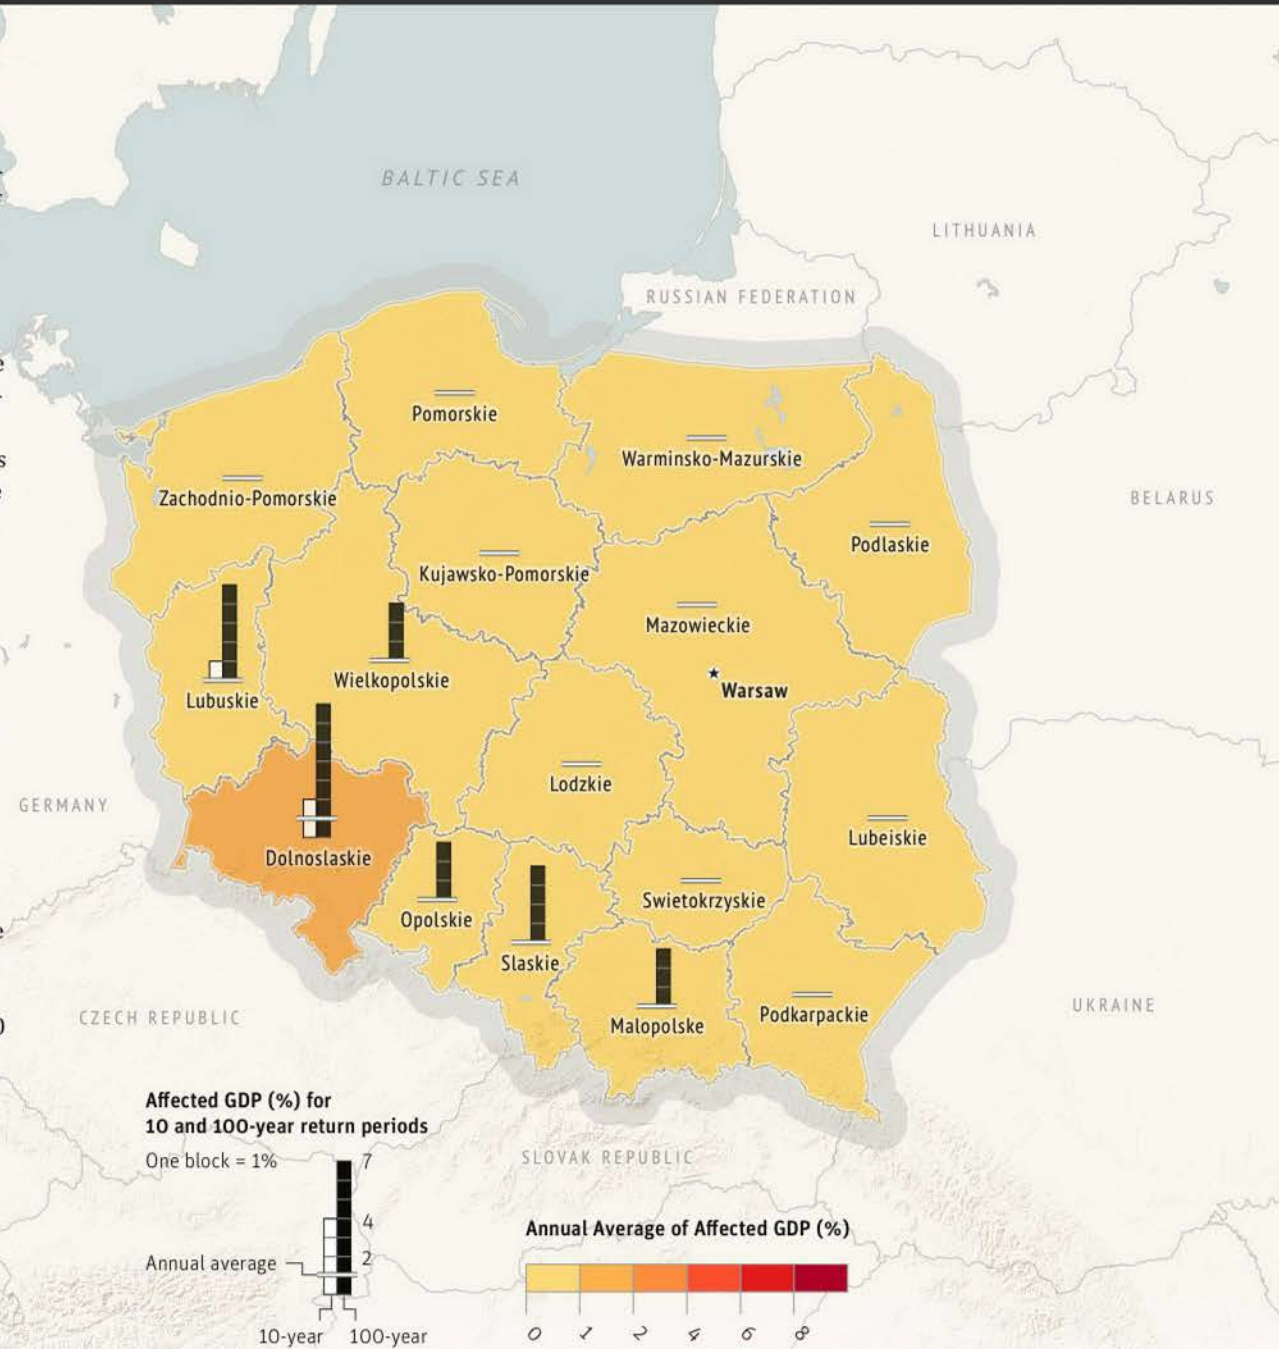 BALTIC SEA
LITHUANIA
RUSSIAN FEDERATION
Pomorskie
Warminsko-Mazurskie
Zachodnio-Pomorskie
BELARUS
Podlaskie
Kujawsko-Pomorskie
Mazowieckie
Wielkopolskie
Warsaw
Lubuskie
Lodzkie
GERMANY
Lubeiskie
Dolnoslaskie
Swietokrzyskie
Opolskie
Slaskie
UKRAINE
Podkarpackie
CZECH REPUBLIC
Malopolske
Affected GDP (%) for
10 and 100-year return periods
One block = 1%
7
SLOVAK REPUBLIC
4
Annual average
2
10-year
100-year
Annual Average of Affected GDP (%)
0 1 2 4 6 8